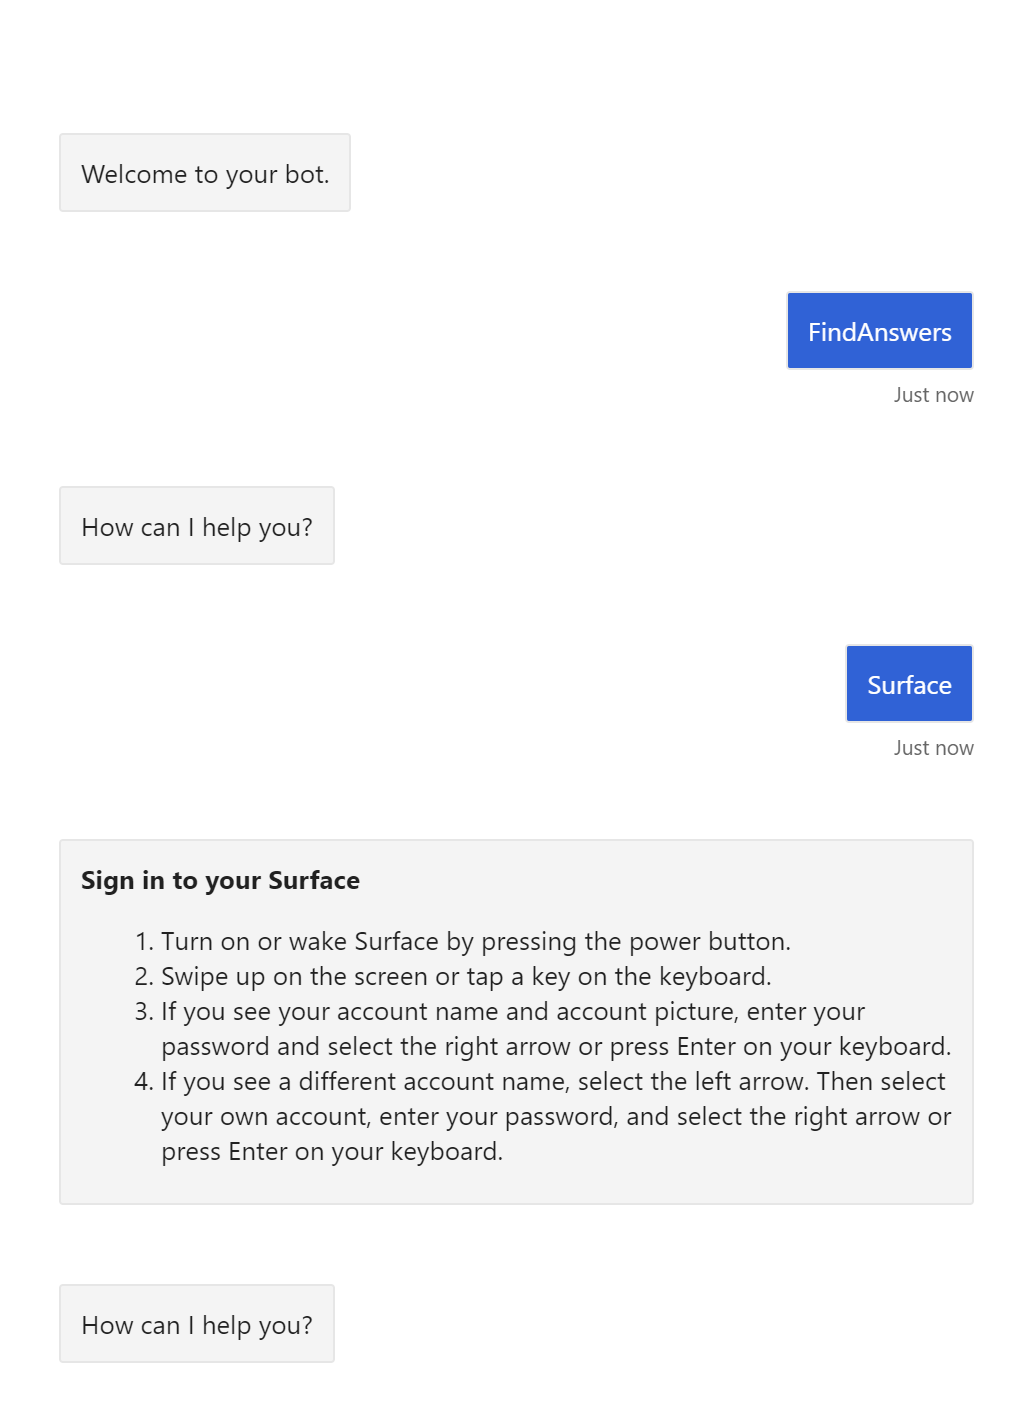 Welcome to your bot.
FindAnswers
Just now
How can I help you?
Surface
Just now
Sign in to your Surface
1. Turn on or wake Surface by pressing the power button.
2. Swipe up on the screen or tap a key on the keyboard.
3. If you see your account name and account picture, enter your
password and select the right arrow or press Enter on your keyboard.
4. If you see a different account name, select the left arrow. Then select
your own account, enter your password, and select the right arrow or
press Enter on your keyboard.
How can I help you?